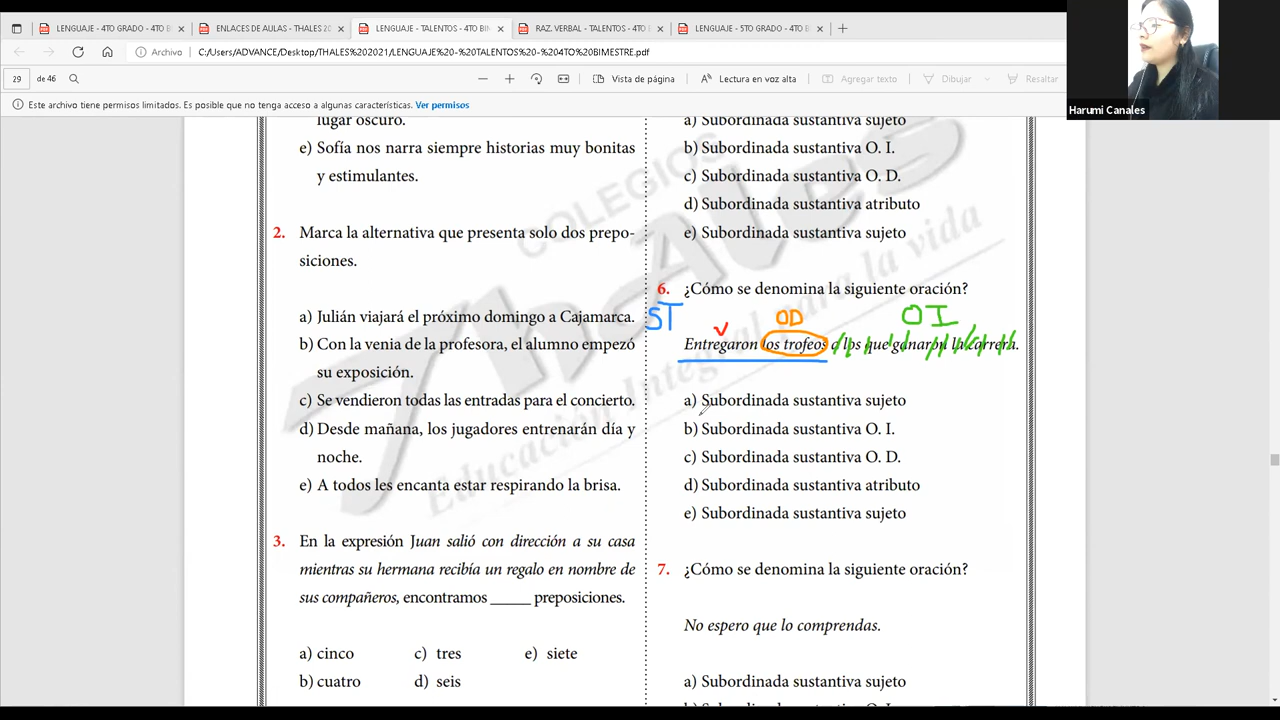 LENGUAJE - 4TO GRADO - 4TO B
ENLACES DE AULAS - THALES 20
LENGUAJE - TALENTOS - 4TO BIM
RAZ. VERBAL - TALENTOS - 4TO B
LENGUAJE - 5TO GRADO - 4TO B
Archivo
C:/Users/ADVANCE/Desktop/THALES%202021/LENGUAJE%20-%20TALENTOS%20-%204TO%20BIMESTRE.pdf
29 de 46
Vista de página
Lectura en voz alta
Agregar texto
Dibujar
Resaltar
Harumi Canales
Este archivo tiene permisos limitados. Es posible que no tenga acceso a algunas características. Ver permisos
lugar oscuro.
e) Sofía nos narra siempre historias muy bonitas
y estimulantes.
2. Marca la alternativa que presenta solo dos prepo-
siciones.
a) Julián viajará el próximo domingo a Cajamarca.
b) Con la venia de la profesora, el alumno empezó
su exposición.
c) Se vendieron todas las entradas para el concierto.
d) Desde mañana, los jugadores entrenarán día y
noche.
e) A todos les encanta estar respirando la brisa.
3. En la expresión Juan salió con dirección a su casa
mientras su hermana recibía un regalo en nombre de
sus compañeros, encontramos _____ preposiciones.
a) cinco c) tres e) siete
b) cuatro d) seis
a) Subordinada sustantiva sujeto
b) Subordinada sustantiva O. I.
c) Subordinada sustantiva O. D.
d) Subordinada sustantiva atributo
e) Subordinada sustantiva sujeto
6. ¿Cómo se denomina la siguiente oración?
ST V OD OI
Entregaron los trofeos a los que ganaron la carrera.
a) Subordinada sustantiva sujeto
b) Subordinada sustantiva O. I.
c) Subordinada sustantiva O. D.
d) Subordinada sustantiva atributo
e) Subordinada sustantiva sujeto
7. ¿Cómo se denomina la siguiente oración?
No espero que lo comprendas.
a) Subordinada sustantiva sujeto
COLEGIOS
Thales
Educación Integral para la vida